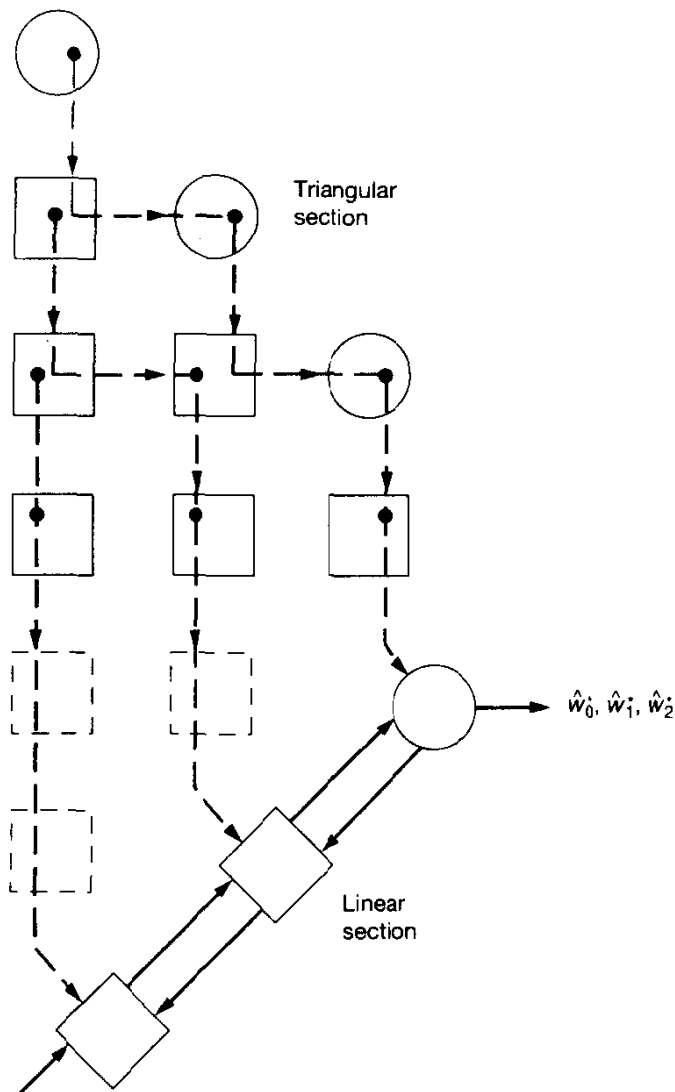 Triangular
section
ŵ₀*, ŵ₁*, ŵ₂*
Linear
section